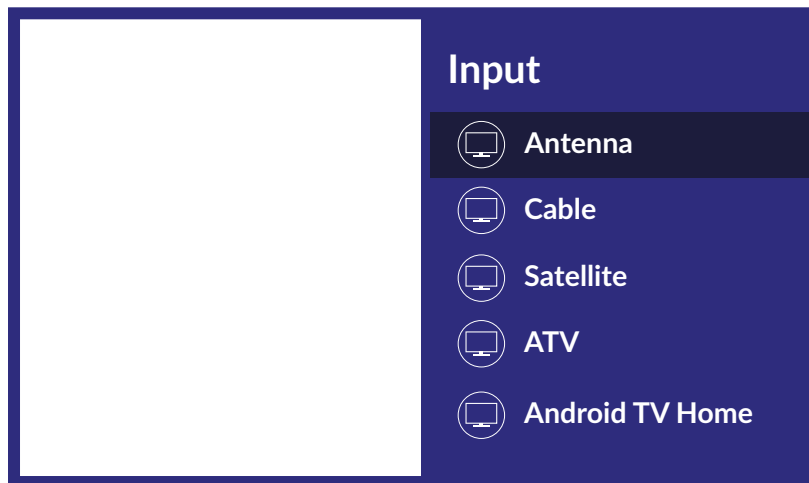 Input
Antenna
Cable
Satellite
ATV
Android TV Home